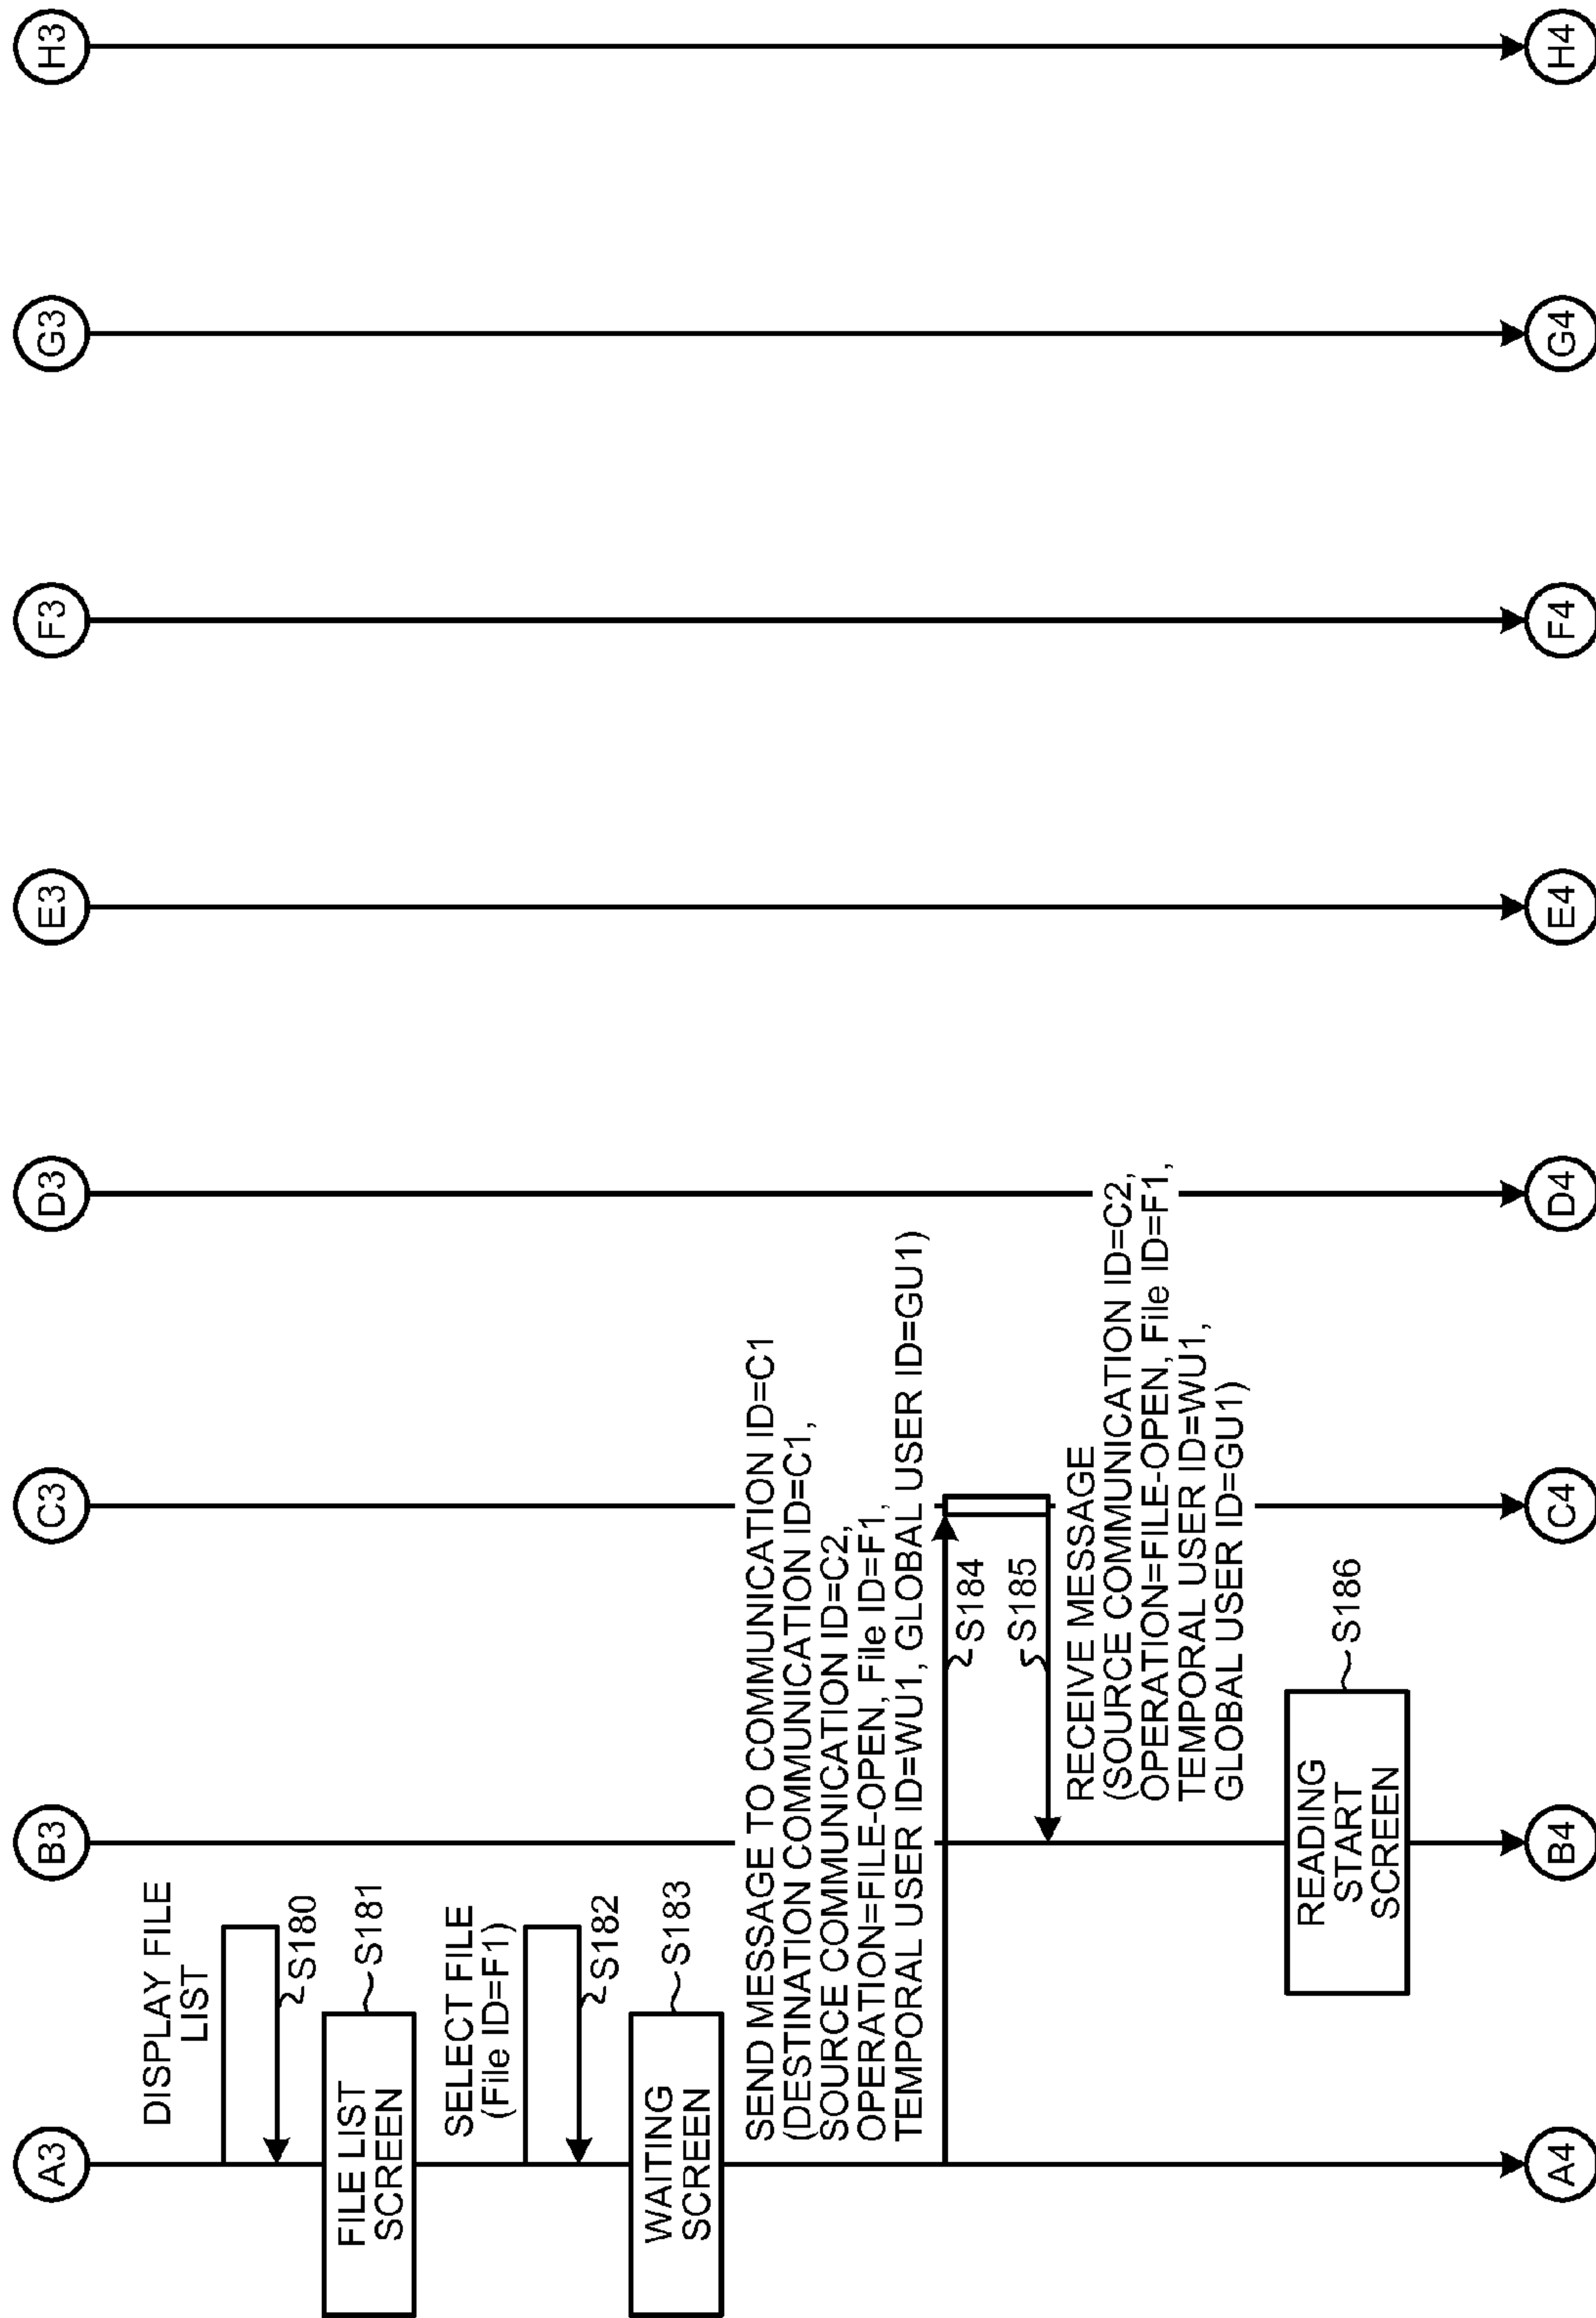 A3
B3
C3
D3
E3
F3
G3
H3
DISPLAY FILE
LIST
S180
FILE LIST
SCREEN
S181
SELECT FILE
(File ID=F1)
S182
WAITING
SCREEN
S183
SEND MESSAGE TO COMMUNICATION ID=C1
(DESTINATION COMMUNICATION ID=C1,
SOURCE COMMUNICATION ID=C2,
OPERATION=FILE-OPEN, File ID=F1,
TEMPORAL USER ID=WU1, GLOBAL USER ID=GU1)
S184
S185
RECEIVE MESSAGE
(SOURCE COMMUNICATION ID=C2,
OPERATION=FILE-OPEN, File ID=F1,
TEMPORAL USER ID=WU1,
GLOBAL USER ID=GU1)
READING
START
SCREEN
S186
A4
B4
C4
D4
E4
F4
G4
H4